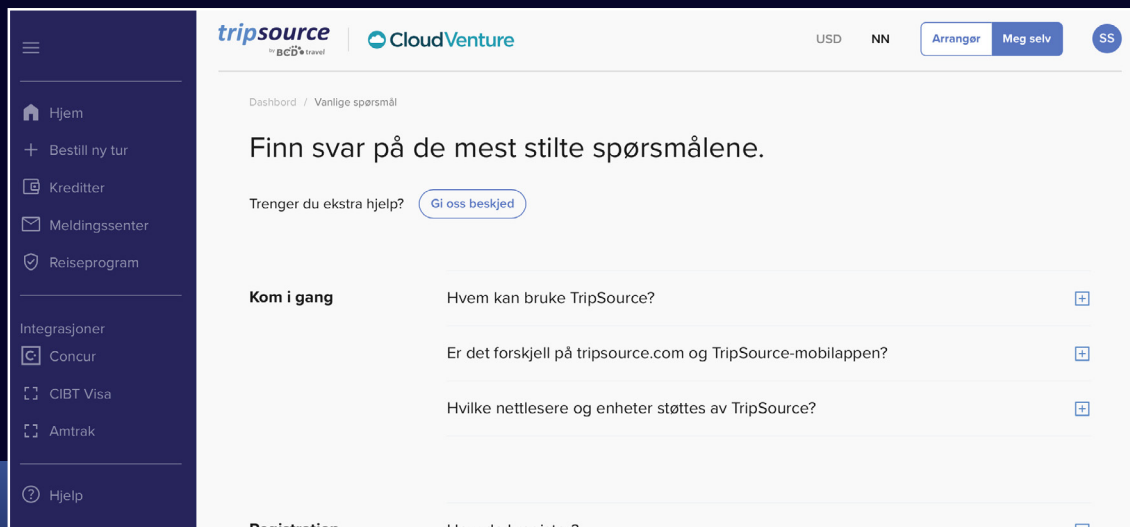 tripsource
by BCD travel
CloudVenture
USD
NN
Arrangør
Meg selv
SS
Hjem
Bestill ny tur
Kreditter
Meldingssenter
Reiseprogram
Integrasjoner
Concur
CIBT Visa
Amtrak
Hjelp
Dashbord / Vanlige spørsmål
Finn svar på de mest stilte spørsmålene.
Trenger du ekstra hjelp?
Gi oss beskjed
Kom i gang
Hvem kan bruke TripSource?
Er det forskjell på tripsource.com og TripSource-mobilappen?
Hvilke nettlesere og enheter støttes av TripSource?